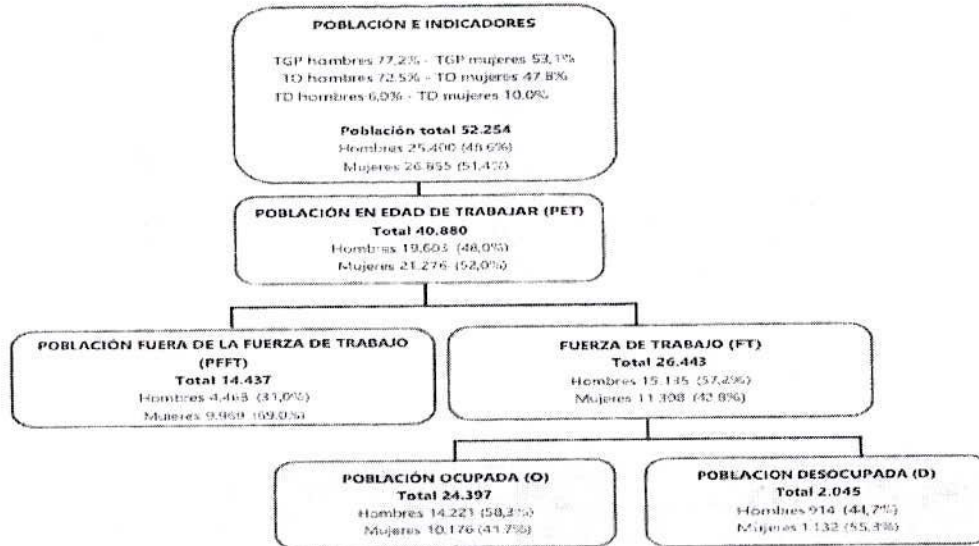 POBLACIÓN E INDICADORES
TGP hombres 77,2% - TGP mujeres 53,1%
TO hombres 72,5% - TO mujeres 47,8%
TD hombres 6,0% - TD mujeres 10,0%
Población total 52.254
Hombres 25.400 (48,6%)
Mujeres 26.855 (51,4%)
POBLACIÓN EN EDAD DE TRABAJAR (PET)
Total 40.880
Hombres 19.603 (48,0%)
Mujeres 21.276 (52,0%)
POBLACIÓN FUERA DE LA FUERZA DE TRABAJO
(PFFT)
Total 14.437
Hombres 4.468 (31,0%)
Mujeres 9.969 (69,0%)
FUERZA DE TRABAJO (FT)
Total 26.443
Hombres 15.135 (57,2%)
Mujeres 11.308 (42,8%)
POBLACIÓN OCUPADA (O)
Total 24.397
Hombres 14.221 (58,3%)
Mujeres 10.176 (41,7%)
POBLACION DESOCUPADA (D)
Total 2.045
Hombres 914 (44,7%)
Mujeres 1.132 (55,3%)